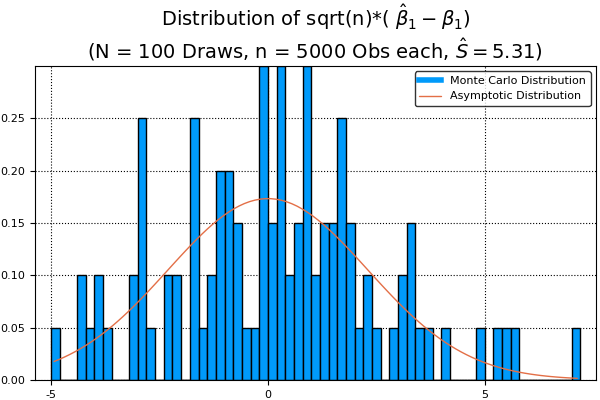 Distribution of sqrt(n)*( β̂₁ − β₁)
(N = 100 Draws, n = 5000 Obs each, Ŝ = 5.31)
Monte Carlo Distribution
Asymptotic Distribution
0.25
0.20
0.15
0.10
0.05
0.00
-5 0 5